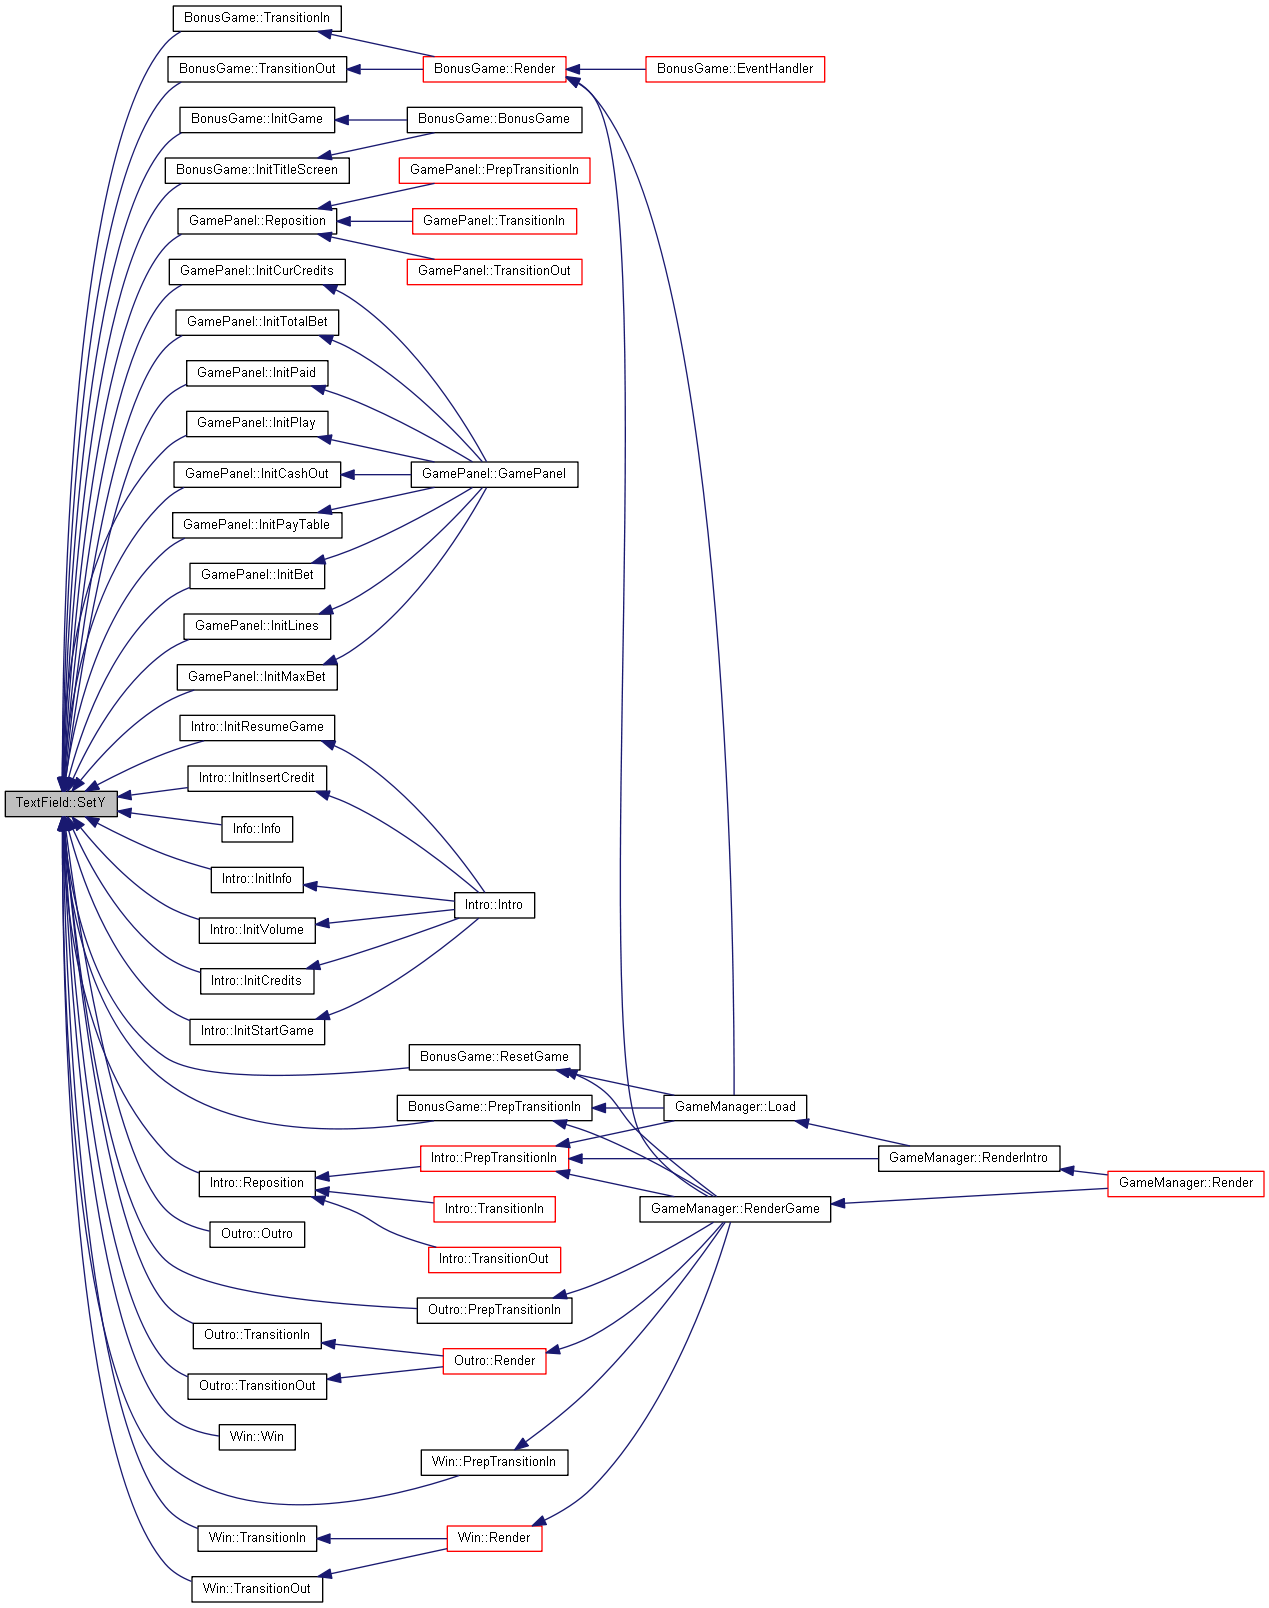 BonusGame::TransitionIn
BonusGame::TransitionOut
BonusGame::Render
BonusGame::EventHandler
BonusGame::InitGame
BonusGame::BonusGame
BonusGame::InitTitleScreen
GamePanel::PrepTransitionIn
GamePanel::Reposition
GamePanel::TransitionIn
GamePanel::InitCurCredits
GamePanel::TransitionOut
GamePanel::InitTotalBet
GamePanel::InitPaid
GamePanel::InitPlay
GamePanel::InitCashOut
GamePanel::GamePanel
GamePanel::InitPayTable
GamePanel::InitBet
GamePanel::InitLines
GamePanel::InitMaxBet
Intro::InitResumeGame
Intro::InitInsertCredit
TextField::SetY
Info::Info
Intro::InitInfo
Intro::Intro
Intro::InitVolume
Intro::InitCredits
Intro::InitStartGame
BonusGame::ResetGame
BonusGame::PrepTransitionIn
GameManager::Load
Intro::PrepTransitionIn
GameManager::RenderIntro
Intro::Reposition
GameManager::Render
Intro::TransitionIn
GameManager::RenderGame
Outro::Outro
Intro::TransitionOut
Outro::PrepTransitionIn
Outro::TransitionIn
Outro::Render
Outro::TransitionOut
Win::Win
Win::PrepTransitionIn
Win::TransitionIn
Win::Render
Win::TransitionOut